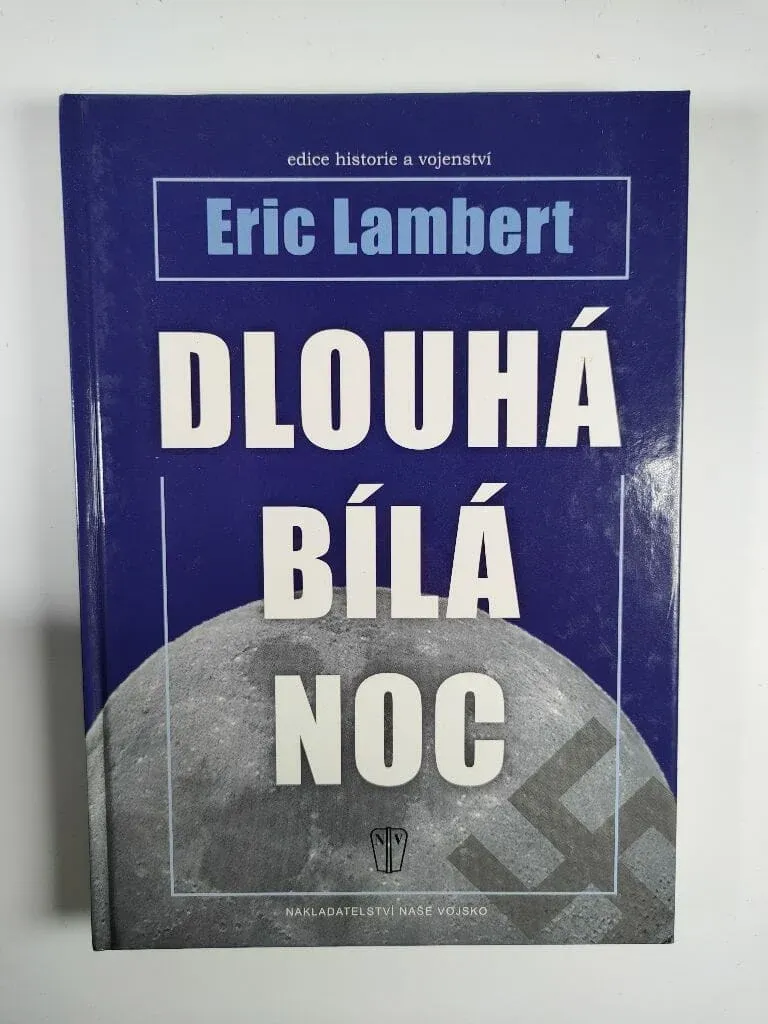 edice historie a vojenství
Eric Lambert
DLOUHÁ
BÍLÁ
NOC
N V
NAKLADATELSTVÍ NAŠE VOJSKO